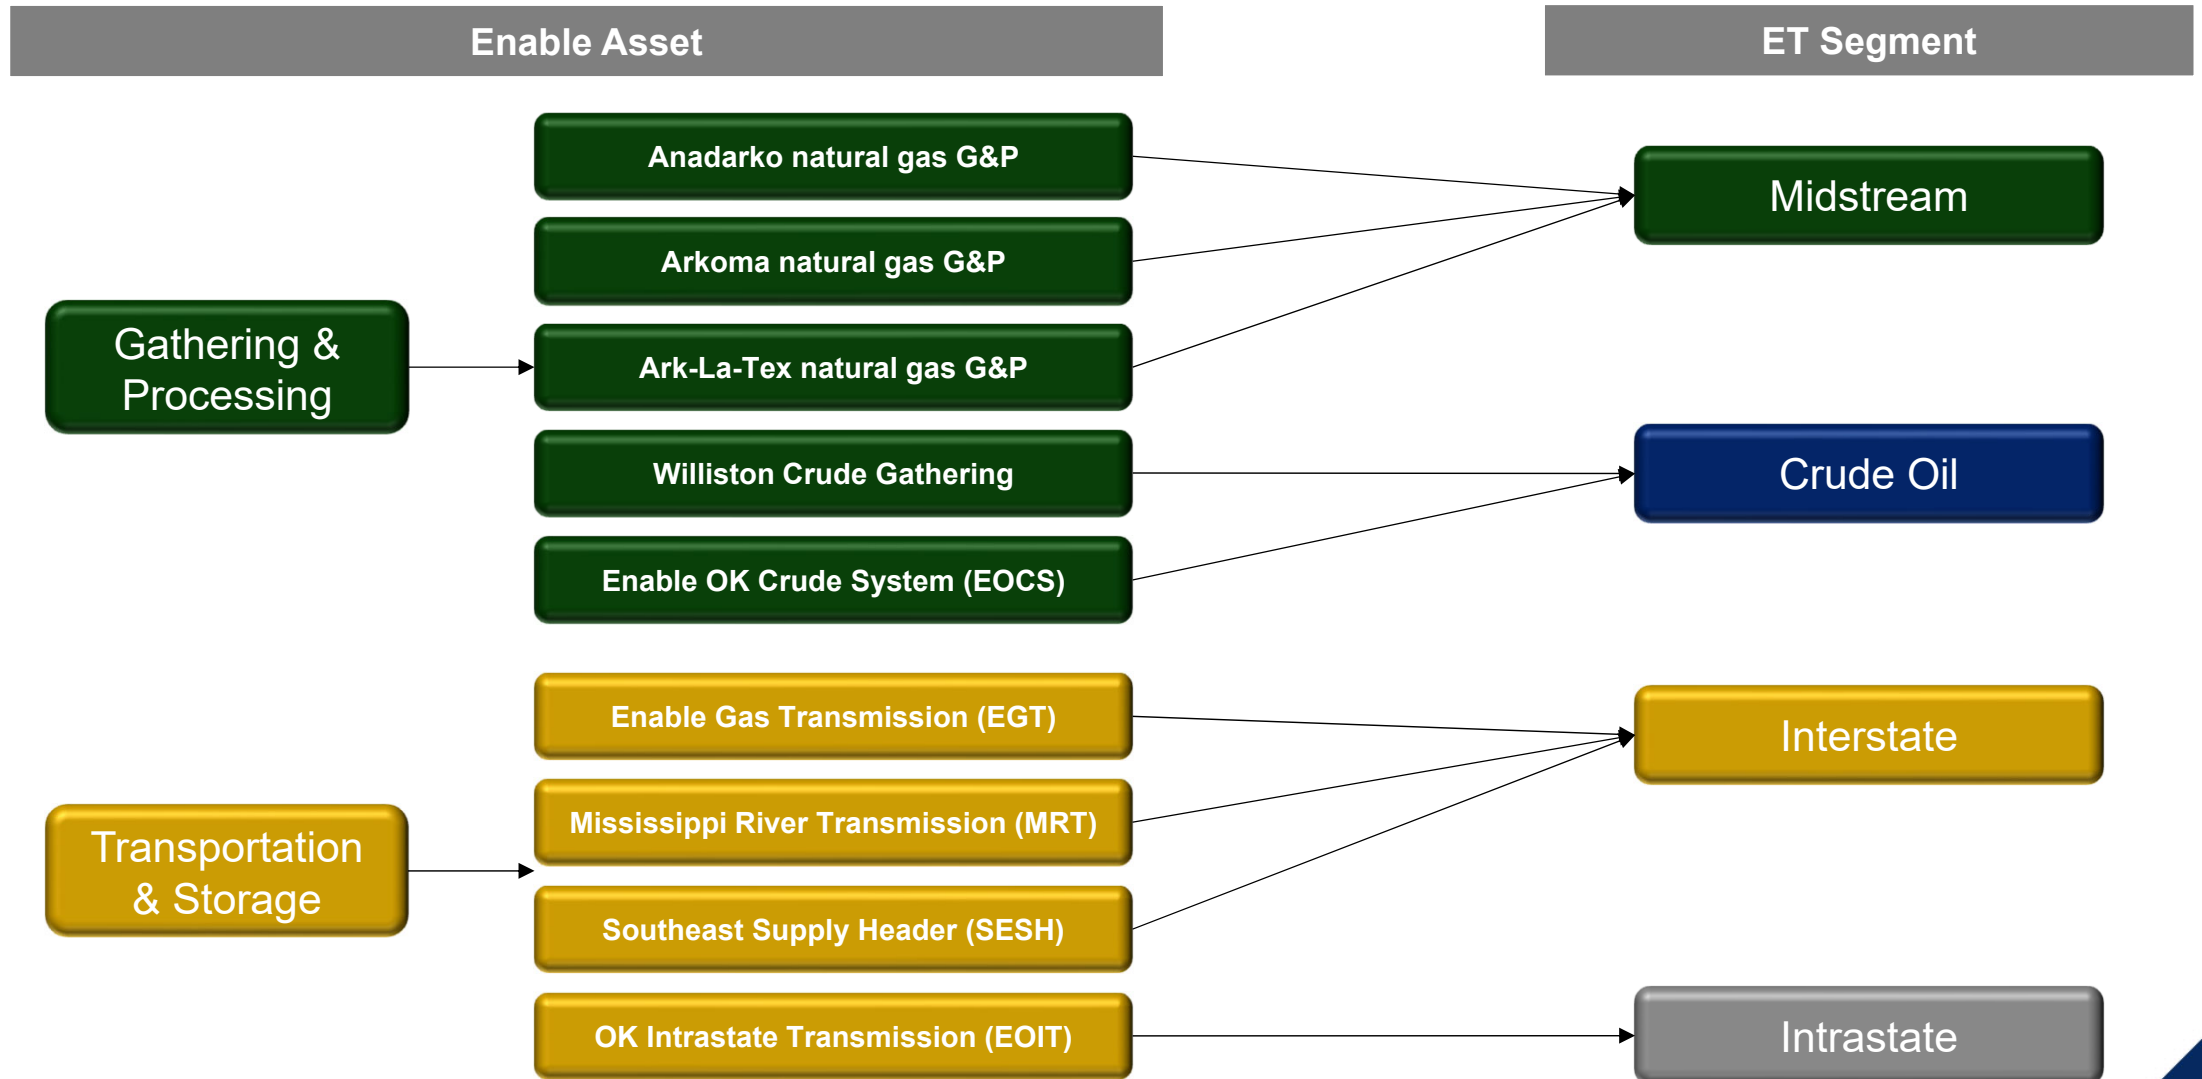 Enable Asset
ET Segment
Anadarko natural gas G&P
Arkoma natural gas G&P
Ark-La-Tex natural gas G&P
Williston Crude Gathering
Enable OK Crude System (EOCS)
Gathering &
Processing
Midstream
Crude Oil
Enable Gas Transmission (EGT)
Mississippi River Transmission (MRT)
Southeast Supply Header (SESH)
OK Intrastate Transmission (EOIT)
Transportation
& Storage
Interstate
Intrastate